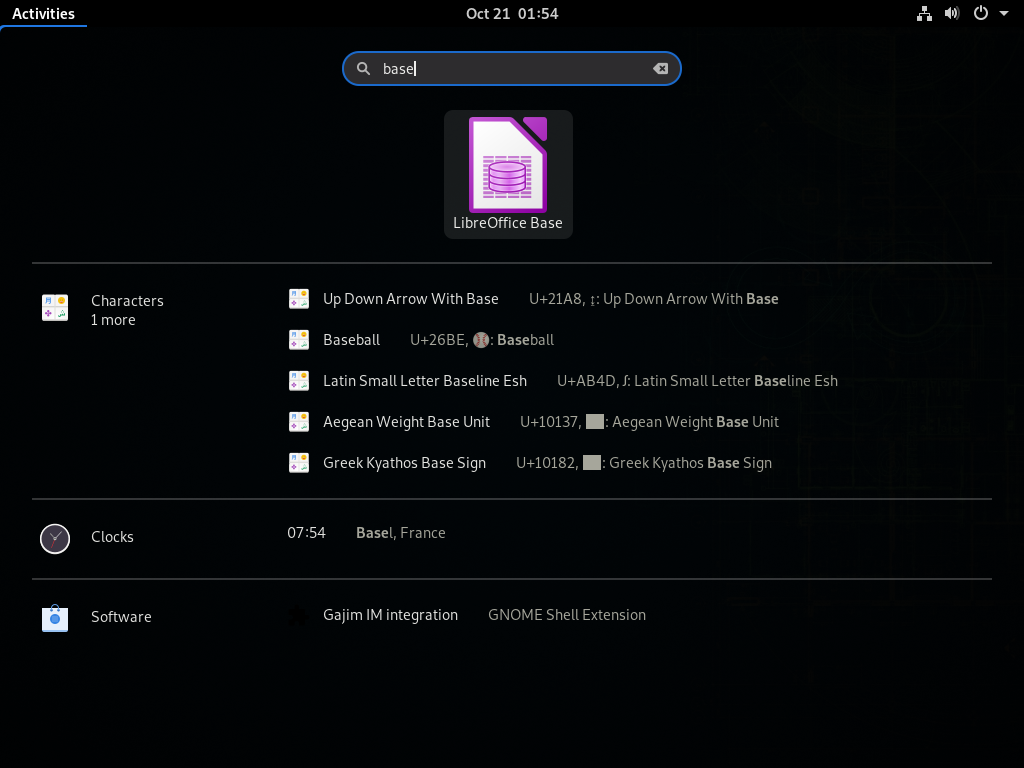 Activities
Oct 21 01:54
base
LibreOffice Base
Characters
1 more
Up Down Arrow With Base U+21A8, ↨: Up Down Arrow With Base
Baseball U+26BE, ⚾: Baseball
Latin Small Letter Baseline Esh U+AB4D, ꭍ: Latin Small Letter Baseline Esh
Aegean Weight Base Unit U+10137, 𐄷: Aegean Weight Base Unit
Greek Kyathos Base Sign U+10182, 𐆂: Greek Kyathos Base Sign
Clocks
07:54 Basel, France
Software
Gajim IM integration GNOME Shell Extension